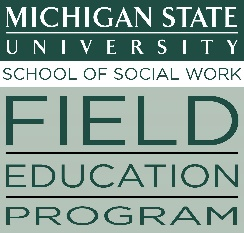 MICHIGAN STATE
UNIVERSITY
SCHOOL OF SOCIAL WORK
FIELD
EDUCATION
PROGRAM